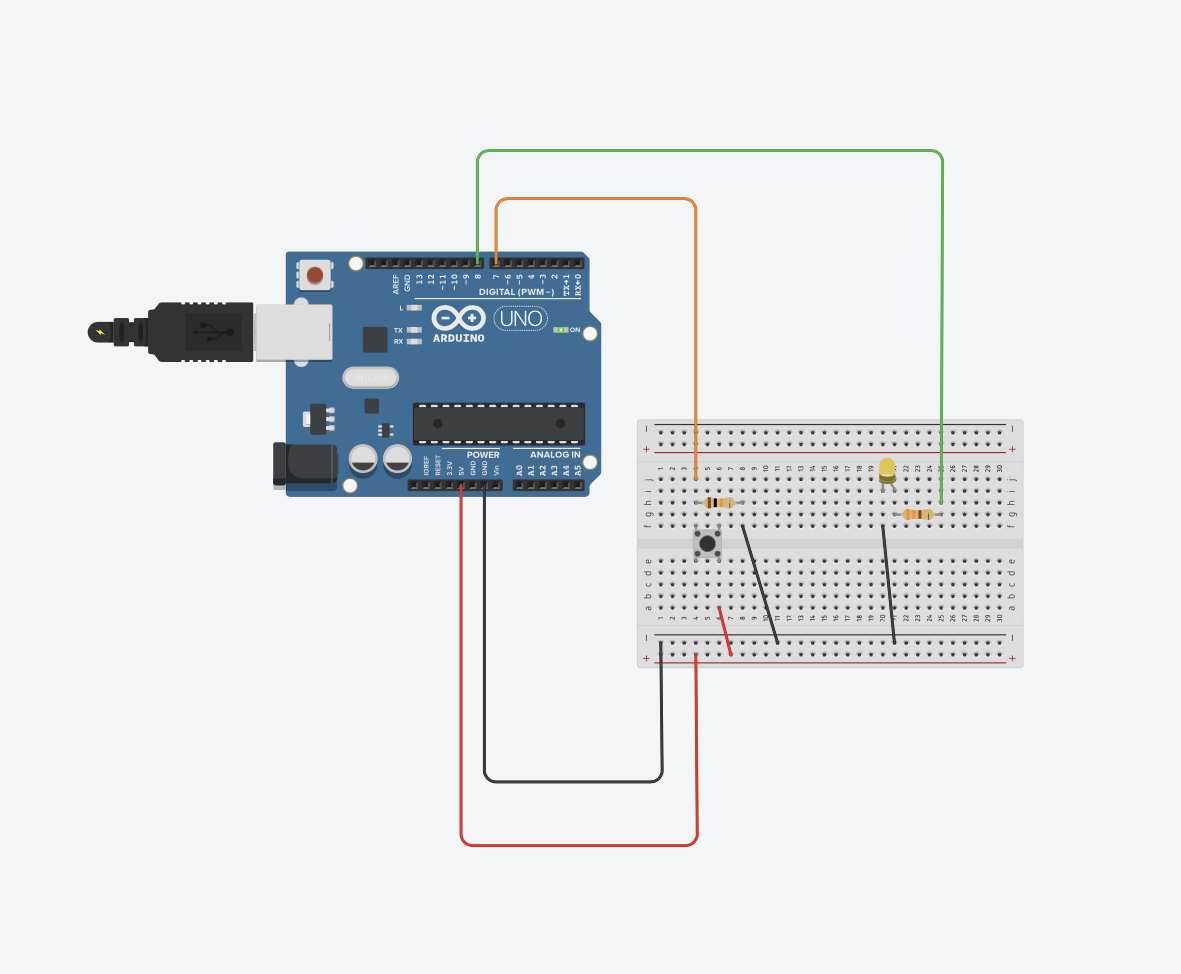 AREF
GND
13
12
~11
~10
~9
8
7
~6
~5
4
~3
2
TX→1
RX←0
DIGITAL (PWM~)
L
TX
RX
ARDUINO
UNO
ON
POWER
ANALOG IN
IOREF
RESET
3.3V
5V
GND
GND
Vin
A0
A1
A2
A3
A4
A5
− −
+ +
1 2 3 4 5 6 7 8 9 10 11 12 13 14 15 16 17 18 19 22 23 24 25 26 27 28 29 30
j j
i i
h h
g g
f f
e e
d d
c c
b b
a a
1 2 3 4 5 6 7 8 9 10 11 12 13 14 15 16 17 18 19 20 21 22 23 24 25 26 27 28 29 30
− −
+ +